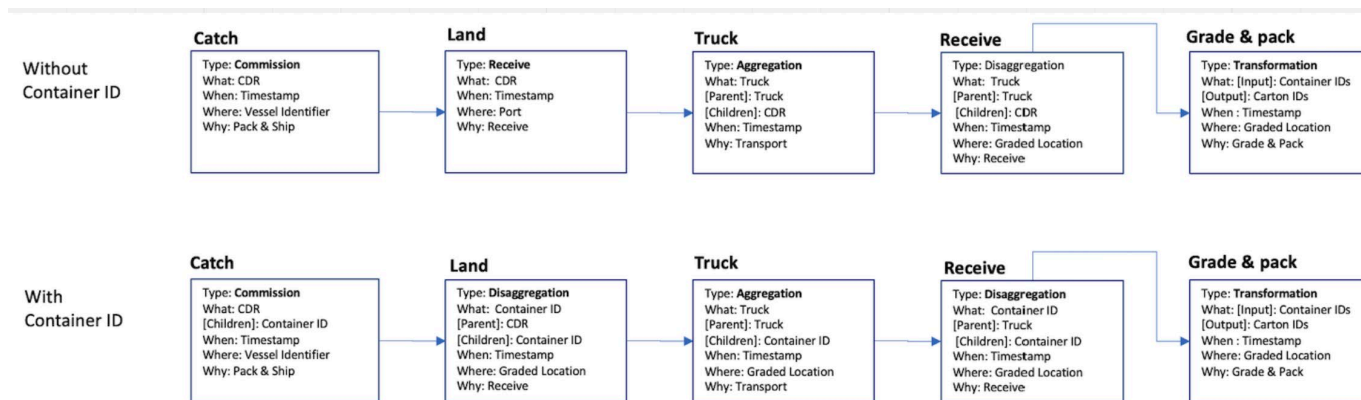 Without
Container ID
Catch
Type: Commission
What: CDR
When: Timestamp
Where: Vessel Identifier
Why: Pack & Ship
Land
Type: Receive
What: CDR
When: Timestamp
Where: Port
Why: Receive
Truck
Type: Aggregation
What: Truck
[Parent]: Truck
[Children]: CDR
When: Timestamp
Why: Transport
Receive
Type: Disaggregation
What: Truck
[Parent]: Truck
[Children]: CDR
When: Timestamp
Where: Graded Location
Why: Receive
Grade & pack
Type: Transformation
What: [Input]: Container IDs
[Output]: Carton IDs
When : Timestamp
Where: Graded Location
Why: Grade & Pack
With
Container ID
Catch
Type: Commission
What: CDR
[Children]: Container ID
When: Timestamp
Where: Vessel Identifier
Why: Pack & Ship
Land
Type: Disaggregation
What: Container ID
[Parent]: CDR
[Children]: Container ID
When: Timestamp
Where: Graded Location
Why: Receive
Truck
Type: Aggregation
What: Truck
[Parent]: Truck
[Children]: Container ID
When: Timestamp
Where: Graded Location
Why: Transport
Receive
Type: Disaggregation
What: Container ID
[Parent]: Truck
[Children]: Container ID
When: Timestamp
Where: Graded Location
Why: Receive
Grade & pack
Type: Transformation
What: [Input]: Container IDs
[Output]: Carton IDs
When : Timestamp
Where: Graded Location
Why: Grade & Pack